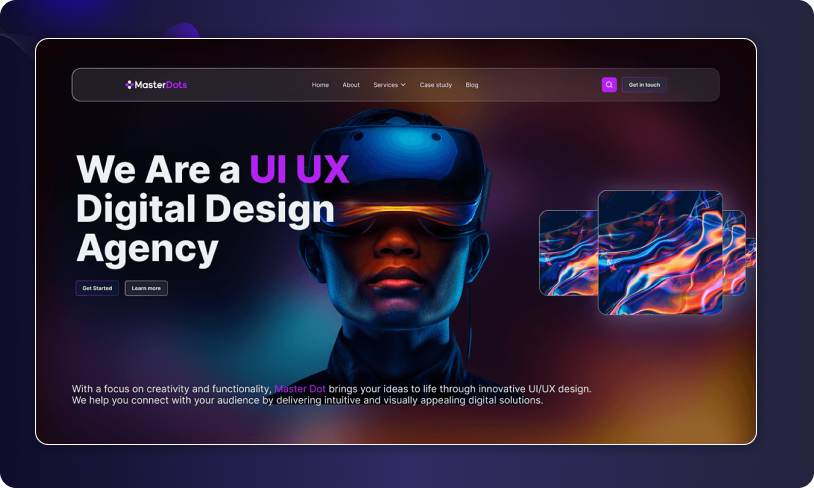 MasterDots
Home About Services Case study Blog
Get in touch
We Are a UI UX
Digital Design
Agency
Get Started Learn more
With a focus on creativity and functionality, Master Dot brings your ideas to life through innovative UI/UX design.
We help you connect with your audience by delivering intuitive and visually appealing digital solutions.